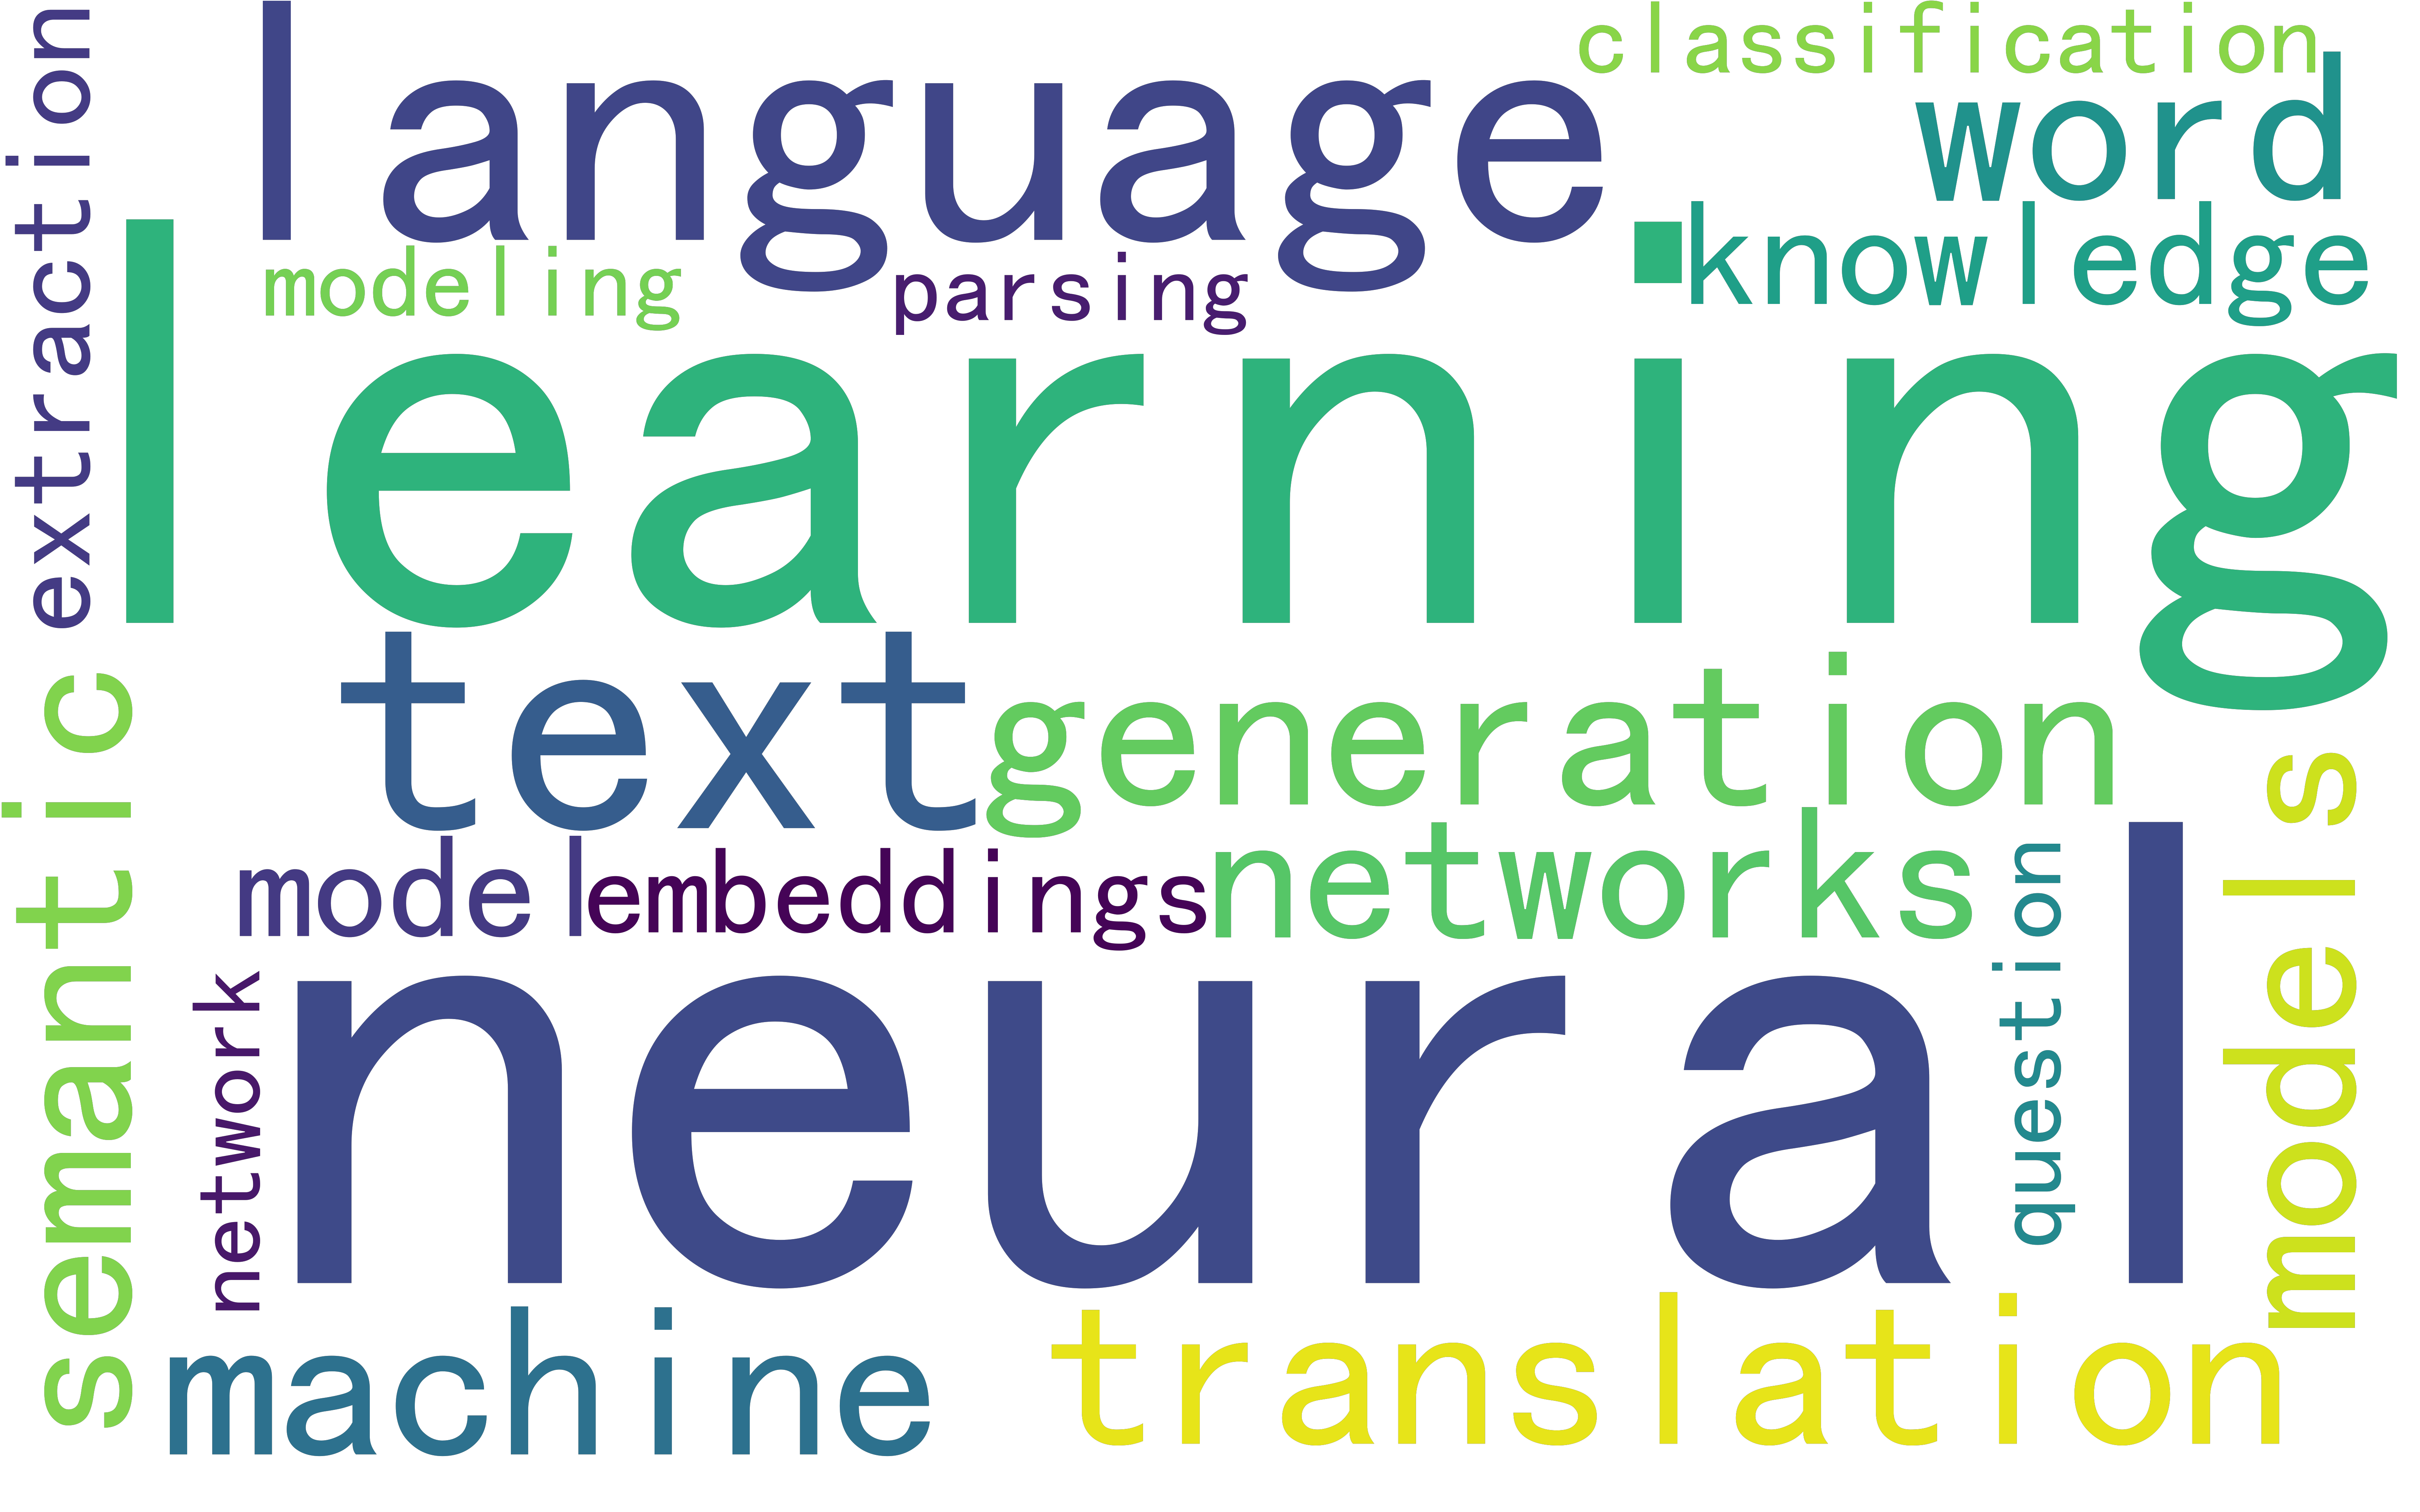 extraction
language
classification
word
modeling
parsing
knowledge
learning
semantic
text
generation
model
embeddings
networks
network
neural
question
models
machine
translation